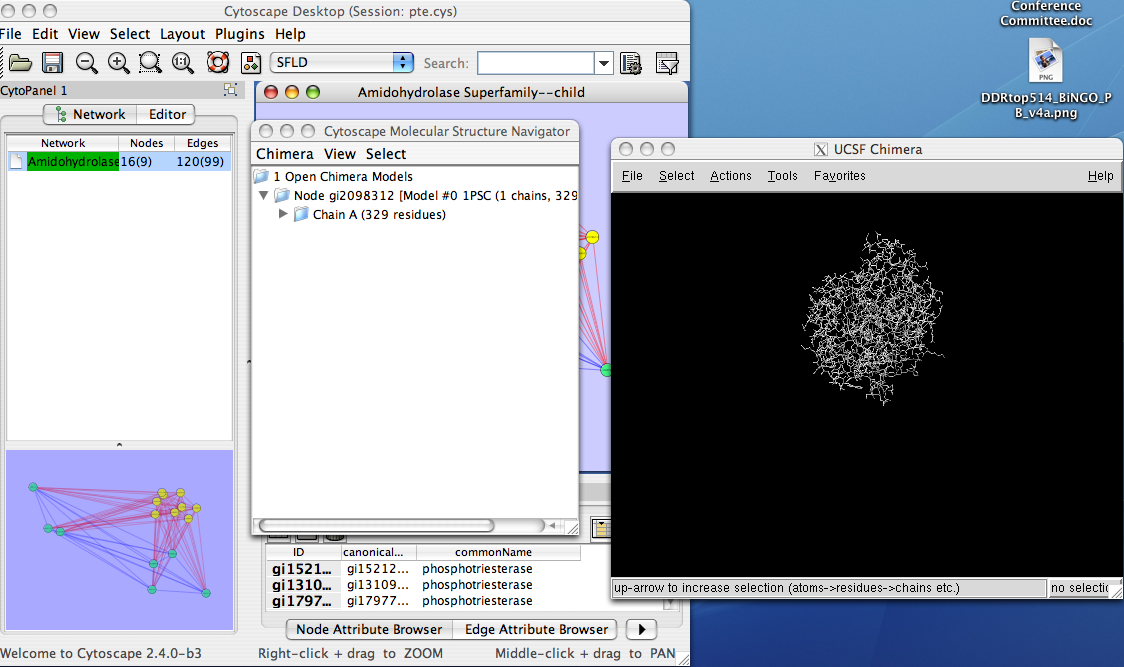 Cytoscape Desktop (Session: pte.cys)
File Edit View Select Layout Plugins Help
1:1
SFLD
Search:
CytoPanel 1
Network
Editor
Network Nodes Edges
Amidohydrolase 16(9) 120(99)
Amidohydrolase Superfamily--child
Cytoscape Molecular Structure Navigator
Chimera View Select
1 Open Chimera Models
Node gi2098312 [Model #0 1PSC (1 chains, 329
Chain A (329 residues)
ID canonical... commonName
gi1521... gi15212... phosphotriesterase
gi1310... gi13109... phosphotriesterase
gi1797... gi17977... phosphotriesterase
Node Attribute Browser
Edge Attribute Browser
Welcome to Cytoscape 2.4.0-b3
Right-click + drag to ZOOM
Middle-click + drag to PAN
X UCSF Chimera
File Select Actions Tools Favorites Help
up-arrow to increase selection (atoms->residues->chains etc.)
no selectio
Conference
Committee.doc
PNG
DDRtop514_BiNGO_P
B_v4a.png